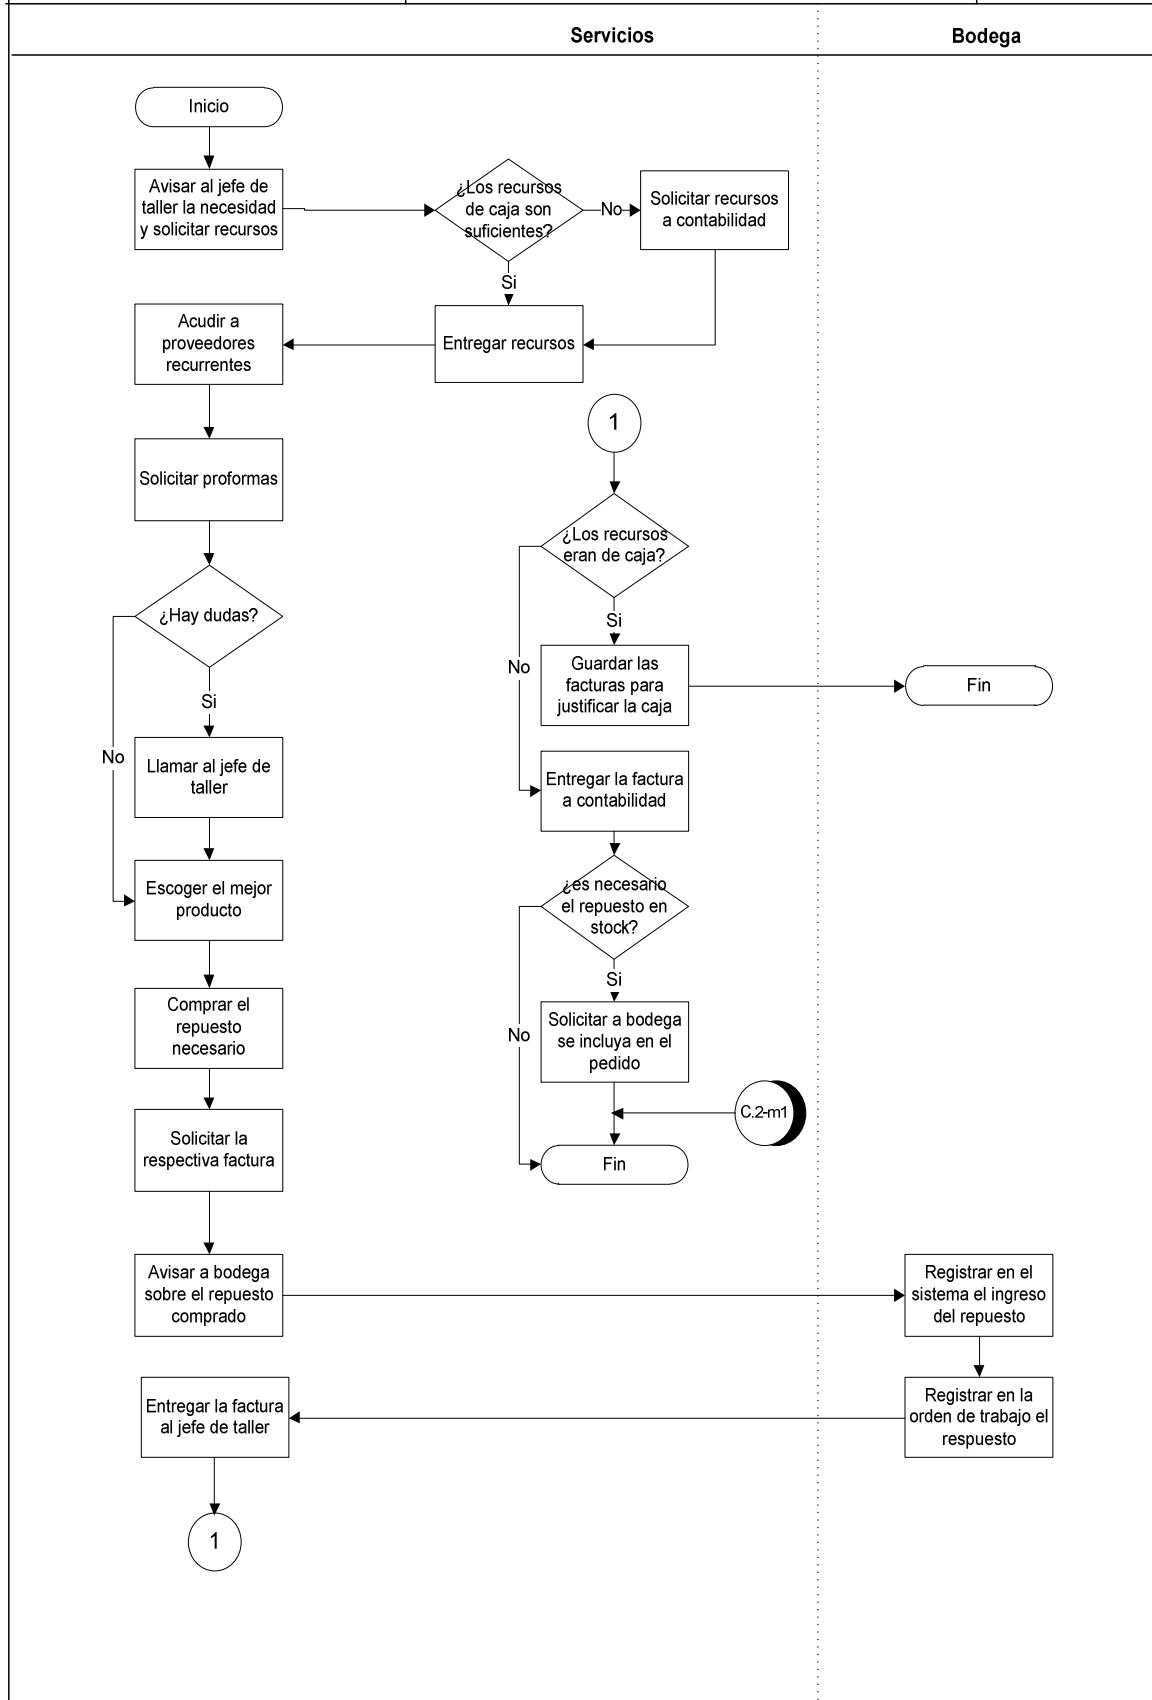 Servicios
Bodega
Inicio
Avisar al jefe de
taller la necesidad
y solicitar recursos
¿Los recursos
de caja son
suficientes?
No
Solicitar recursos
a contabilidad
Si
Entregar recursos
Acudir a
proveedores
recurrentes
Solicitar proformas
¿Hay dudas?
Si
No
Llamar al jefe de
taller
Escoger el mejor
producto
Comprar el
repuesto
necesario
Solicitar la
respectiva factura
Avisar a bodega
sobre el repuesto
comprado
Registrar en el
sistema el ingreso
del repuesto
Registrar en la
orden de trabajo el
respuesto
Entregar la factura
al jefe de taller
1
1
¿Los recursos
eran de caja?
Si
No
Guardar las
facturas para
justificar la caja
Fin
Entregar la factura
a contabilidad
¿es necesario
el repuesto en
stock?
Si
No
Solicitar a bodega
se incluya en el
pedido
C.2-m1
Fin